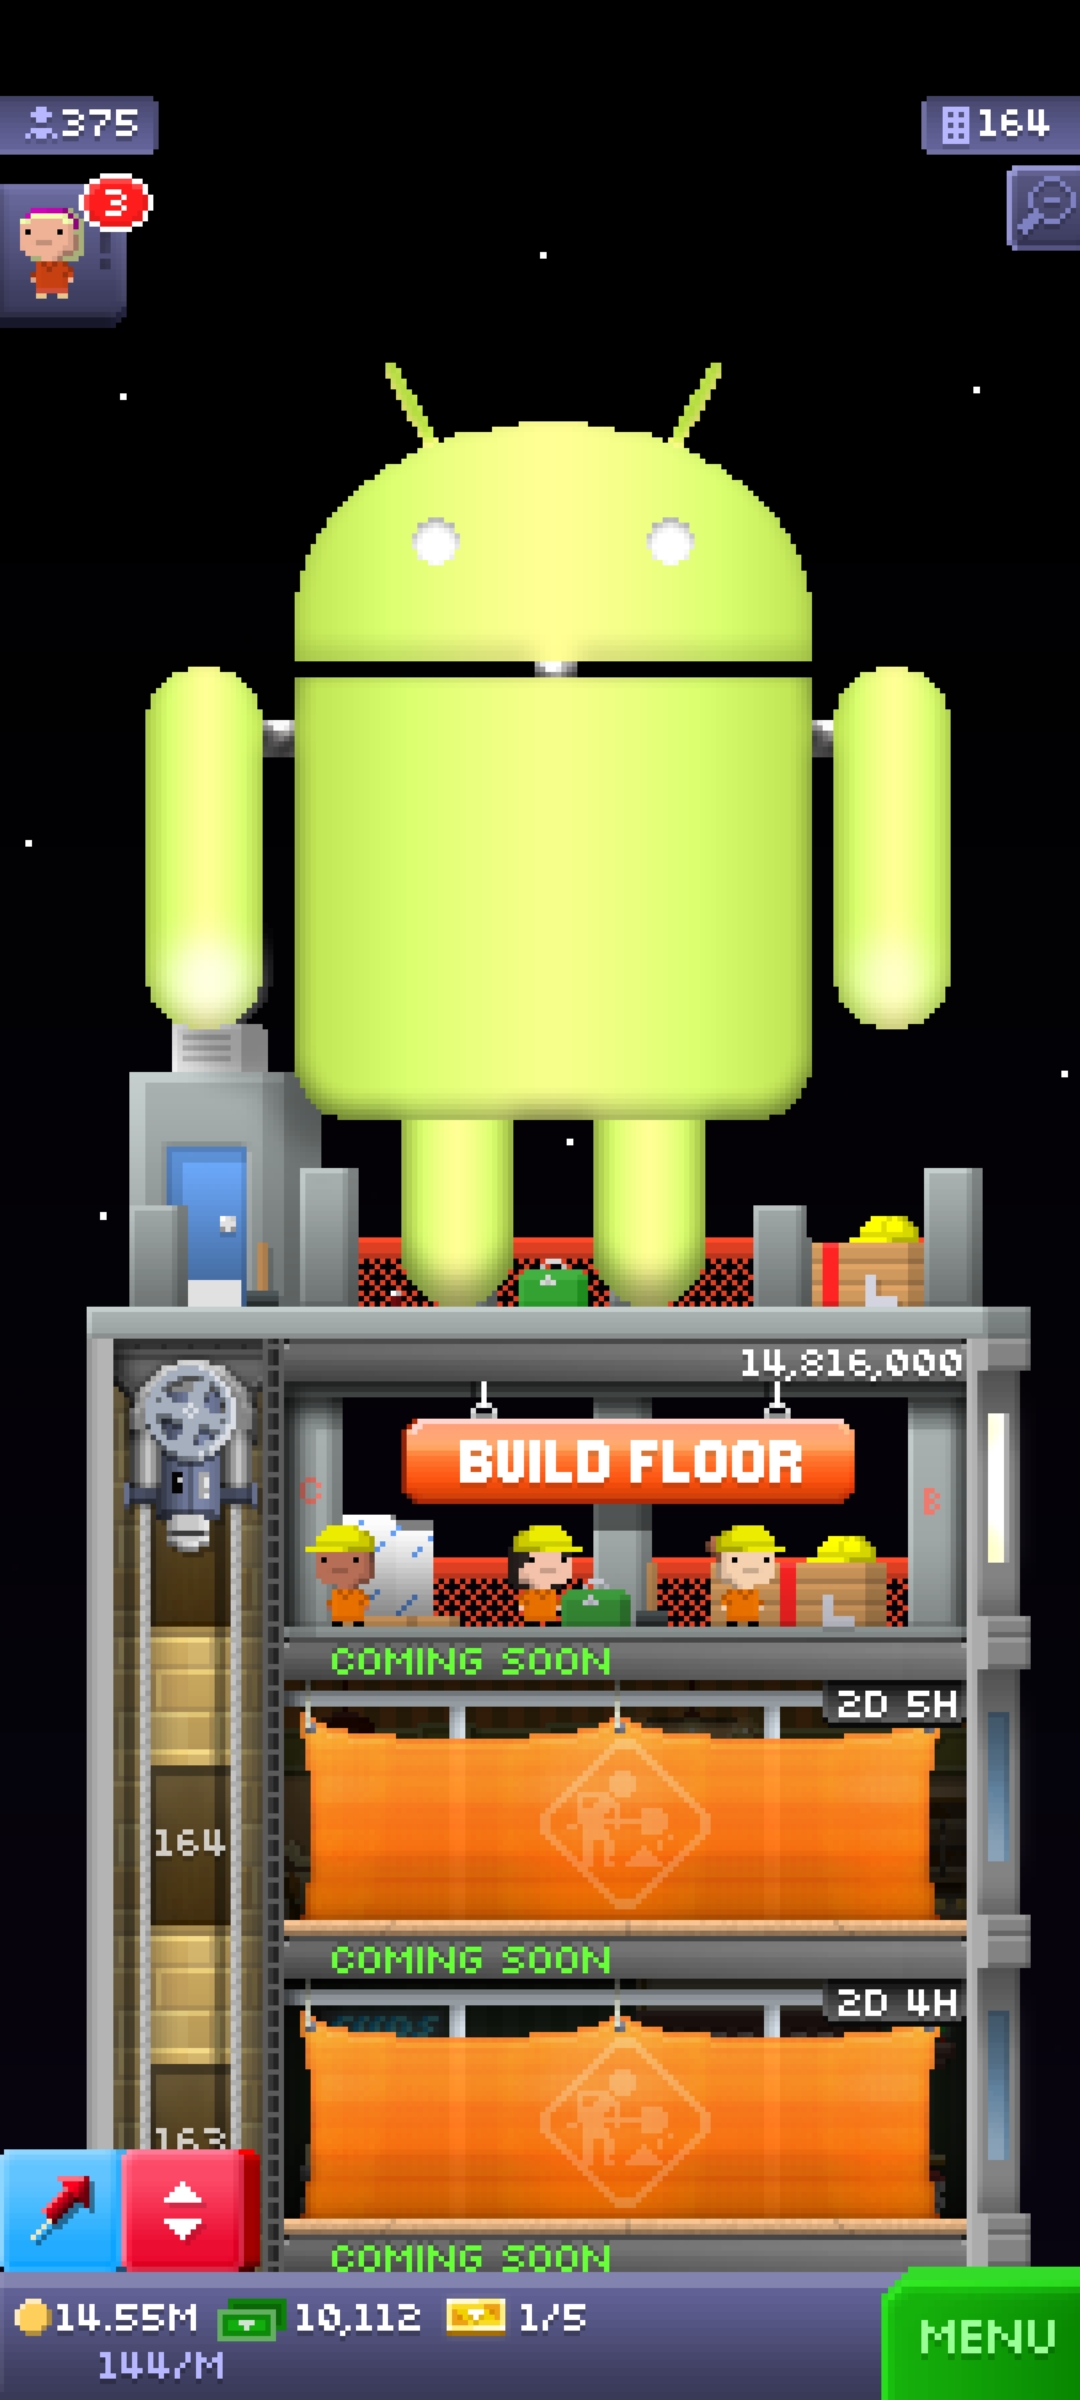 375
164
3
14,816,000
BUILD FLOOR
C
B
COMING SOON
2D 5H
164
COMING SOON
2D 4H
163
COMING SOON
14.55M 10,112 1/5
144/M
MENU